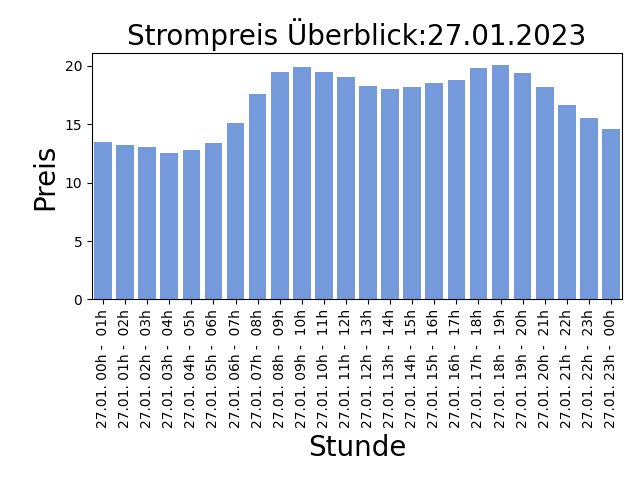 Strompreis Überblick:27.01.2023
Preis
20
15
10
5
0
27.01. 00h - 01h
27.01. 01h - 02h
27.01. 02h - 03h
27.01. 03h - 04h
27.01. 04h - 05h
27.01. 05h - 06h
27.01. 06h - 07h
27.01. 07h - 08h
27.01. 08h - 09h
27.01. 09h - 10h
27.01. 10h - 11h
27.01. 11h - 12h
27.01. 12h - 13h
27.01. 13h - 14h
27.01. 14h - 15h
27.01. 15h - 16h
27.01. 16h - 17h
27.01. 17h - 18h
27.01. 18h - 19h
27.01. 19h - 20h
27.01. 20h - 21h
27.01. 21h - 22h
27.01. 22h - 23h
27.01. 23h - 00h
Stunde